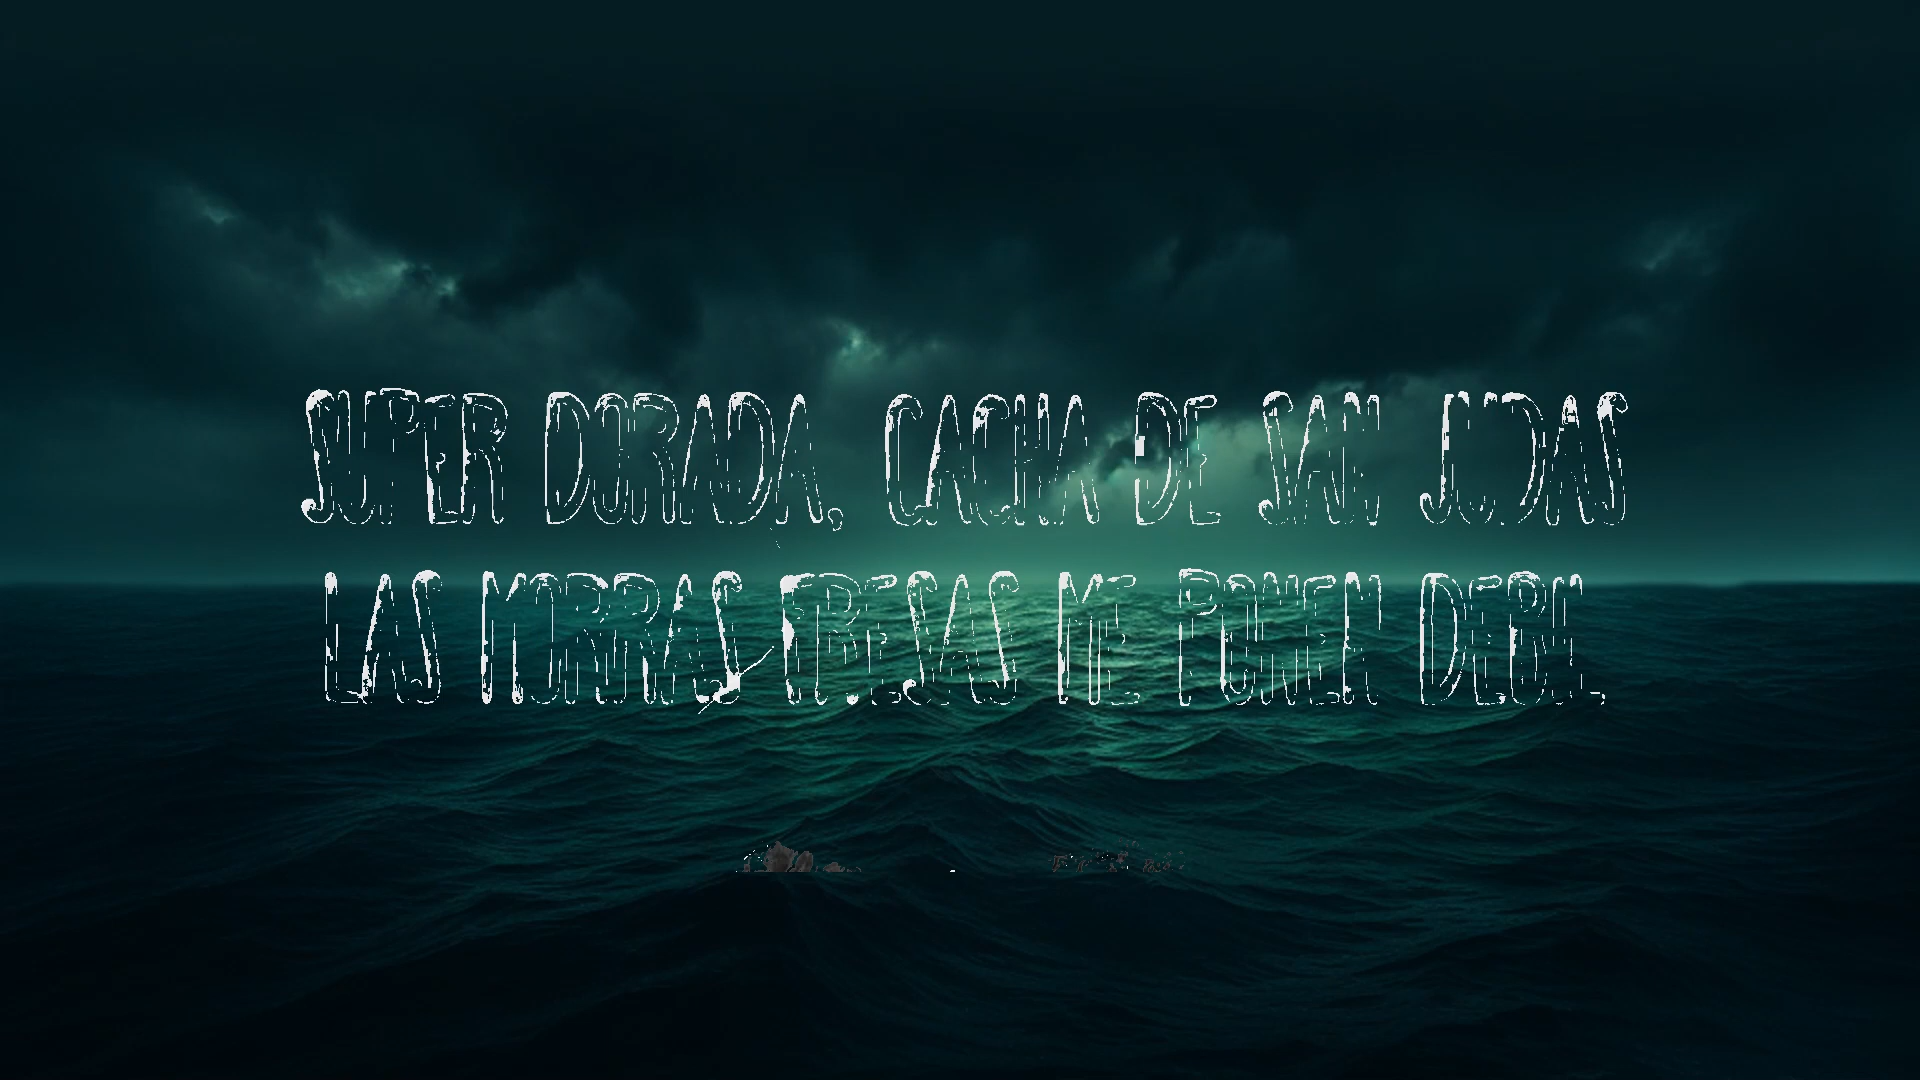 SUPER DORADA, CACHA DE SAN JUDAS
LAS MORRAS FRESAS ME PONEN DEBIL.